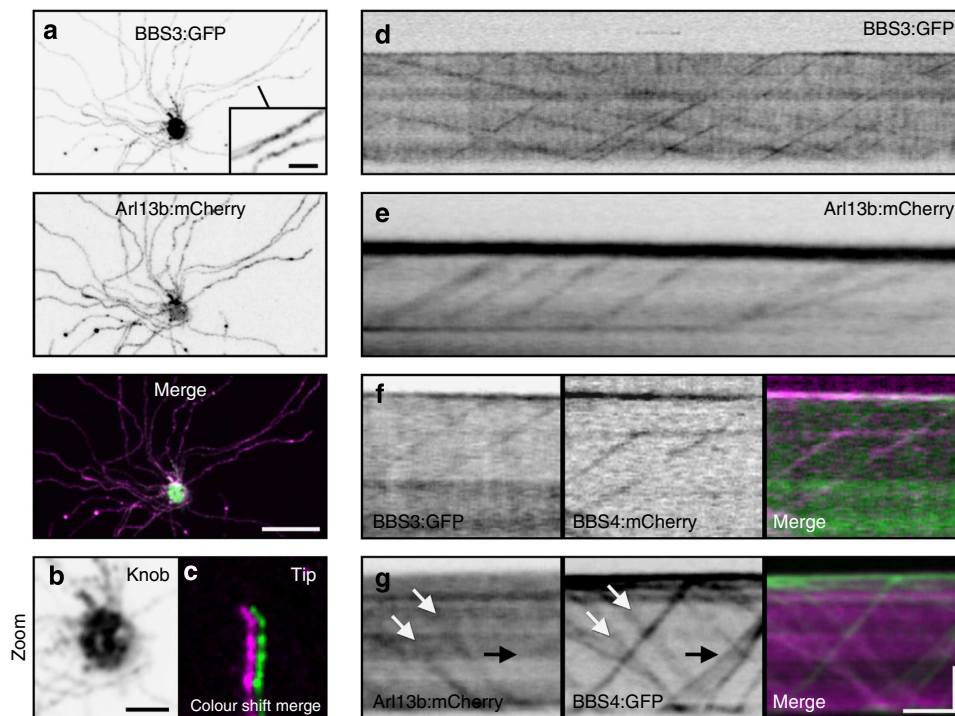 a
BBS3:GFP
Arl13b:mCherry
Merge
Zoom
b
Knob
c
Tip
Colour shift merge
d
BBS3:GFP
e
Arl13b:mCherry
f
BBS3:GFP
BBS4:mCherry
Merge
g
Arl13b:mCherry
BBS4:GFP
Merge